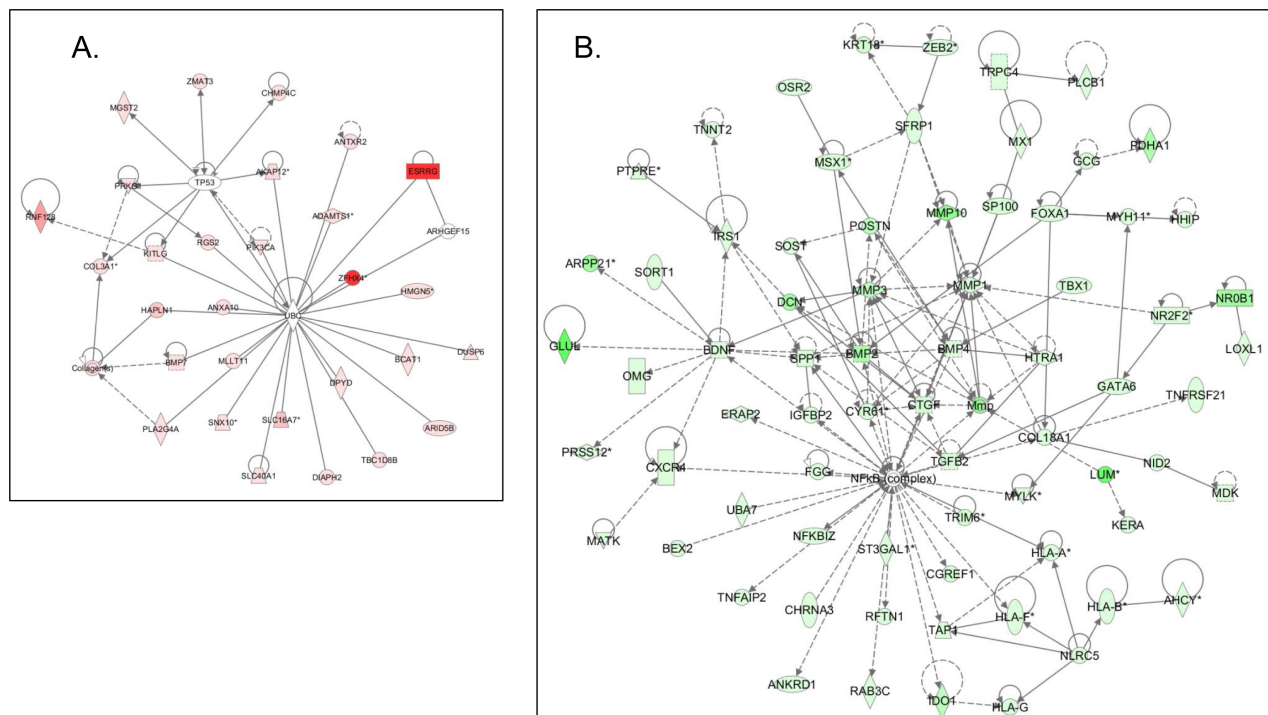 A.
ZMAT3
MGST2
CHMP4C
ANTXR2
TP53
AKAP12*
ESRRG
RNF128
ADAMTS1*
ARHGEF15
KITLG
RGS2
PIK3CA
COL3A1*
ZFHX4*
HMGN5*
HAPLN1
ANXA10
UBC
Collagen(s)
BMP7
MLLT11
BCAT1
DUSP6
DPYD
PLA2G4A
SNX10*
SLC16A7*
ARID5B
TBC1D8B
SLC40A1
DIAPH2
B.
KRT18*
ZEB2*
TRPC4
PLCB1
OSR2
TNNT2
SFRP1
MX1
PDHA1
MSX1*
GCG
PTPRE*
SP100
MMP10
FOXA1
MYH11*
HHIP
POSTN
IRS1
SOST
ARPP21*
SORT1
MMP3
MMP1
TBX1
NR0B1
DCN
NR2F2*
GLUL
BDNF
SPP1
BMP2
BMP4
HTRA1
LOXL1
OMG
GATA6
TNFRSF21
ERAP2
IGFBP2
CYR61*
CTGF
Mmp
COL18A1
PRSS12*
CXCR4
FGG
TGFB2
NID2
NFkB (complex)
LUM*
MDK
MYLK*
UBA7
TRIM6*
KERA
MATK
BEX2
NFKBIZ
ST3GAL1*
HLA-A*
CGREF1
TNFAIP2
CHRNA3
RFTN1
TAP1
HLA-F*
HLA-B*
AHCY*
NLRC5
ANKRD1
RAB3C
IDO1
HLA-G